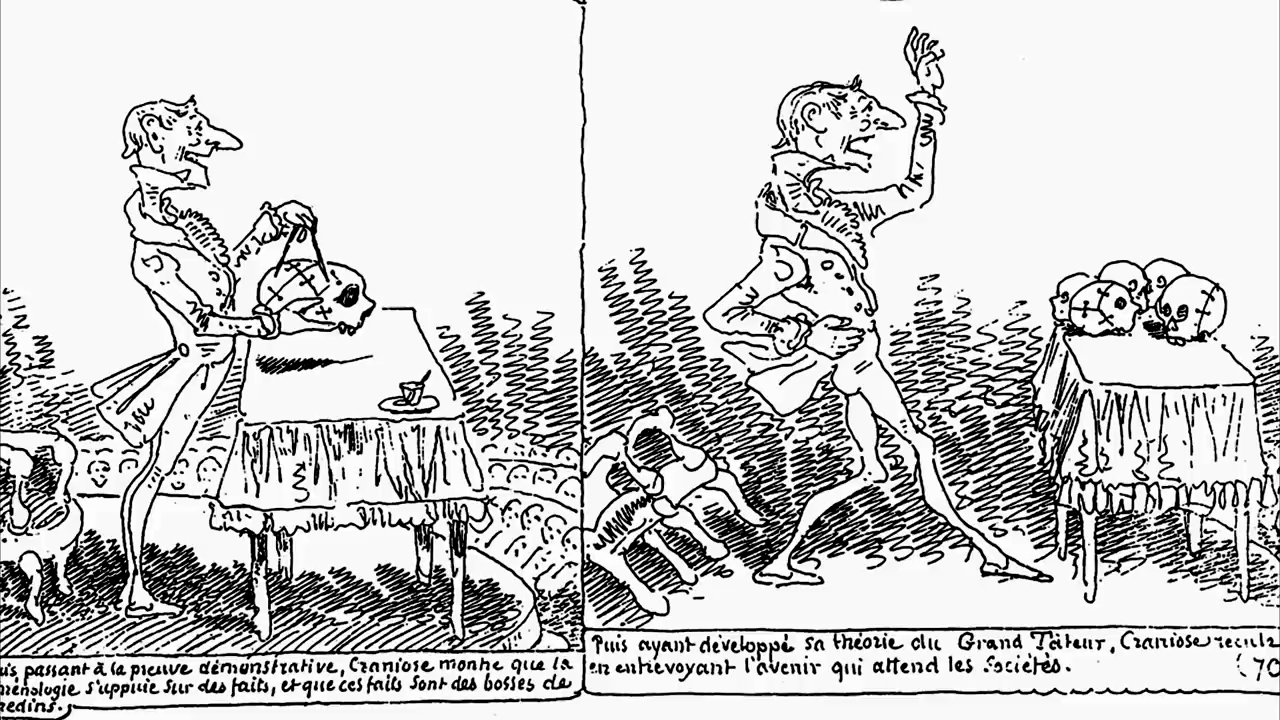 uis passant à la preuve démonstrative, Craniose montre que la
hrénologie s'appuie sur des faits, et que ces faits sont des bosses de
redins.
Puis ayant développé sa théorie du Grand Tâteur, Craniose recula
en entrevoyant l'avenir qui attend les Sociétés.
(70